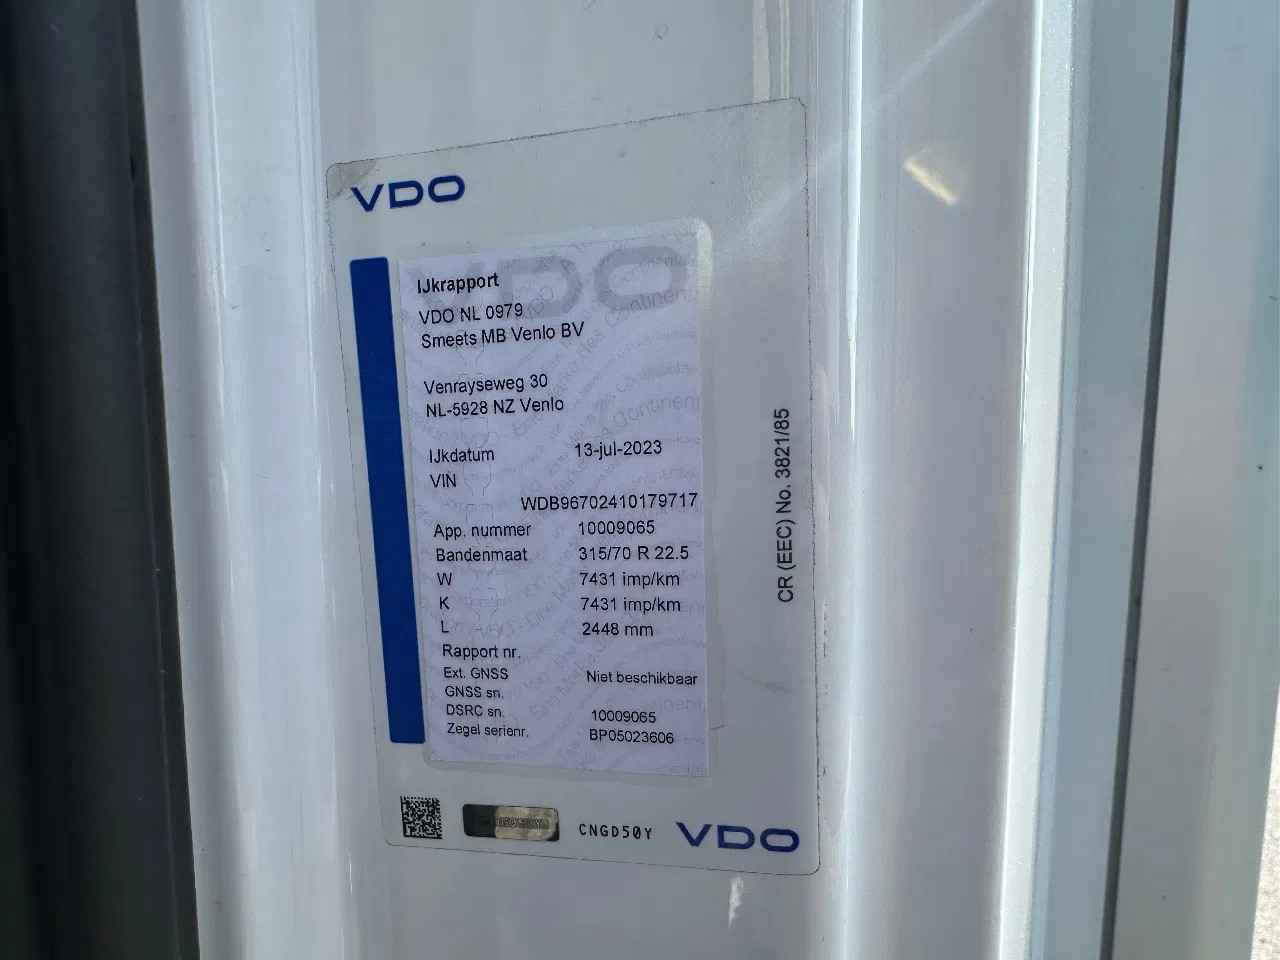 VDO
IJkrapport
VDO NL 0979
Smeets MB Venlo BV
Venrayseweg 30
NL-5928 NZ Venlo
IJkdatum 13-jul-2023
VIN
WDB96702410179717
App. nummer 10009065
Bandenmaat 315/70 R 22.5
W 7431 imp/km
K 7431 imp/km
L 2448 mm
Rapport nr.
Ext. GNSS Niet beschikbaar
GNSS sn.
DSRC sn. 10009065
Zegel serienr. BP05023606
CR (EEC) No. 3821/85
CNGD50Y
VDO